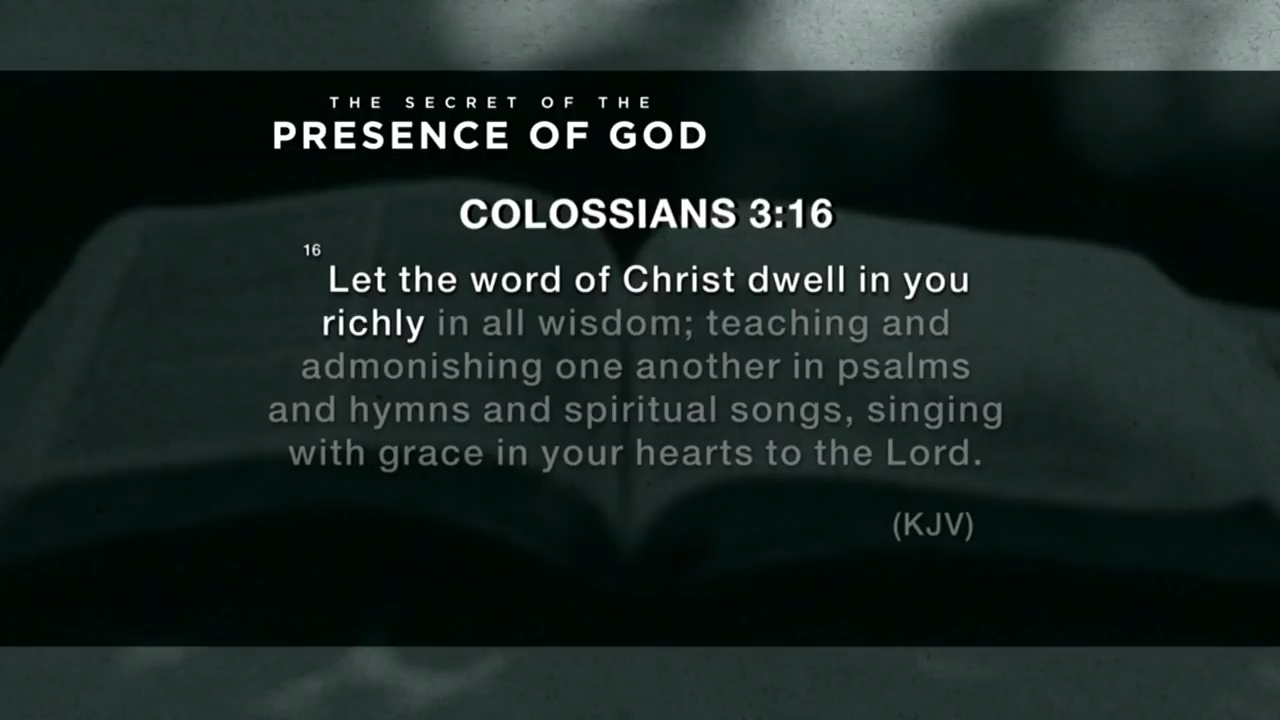 THE SECRET OF THE
PRESENCE OF GOD
COLOSSIANS 3:16
16
Let the word of Christ dwell in you
richly in all wisdom; teaching and
admonishing one another in psalms
and hymns and spiritual songs, singing
with grace in your hearts to the Lord.
(KJV)